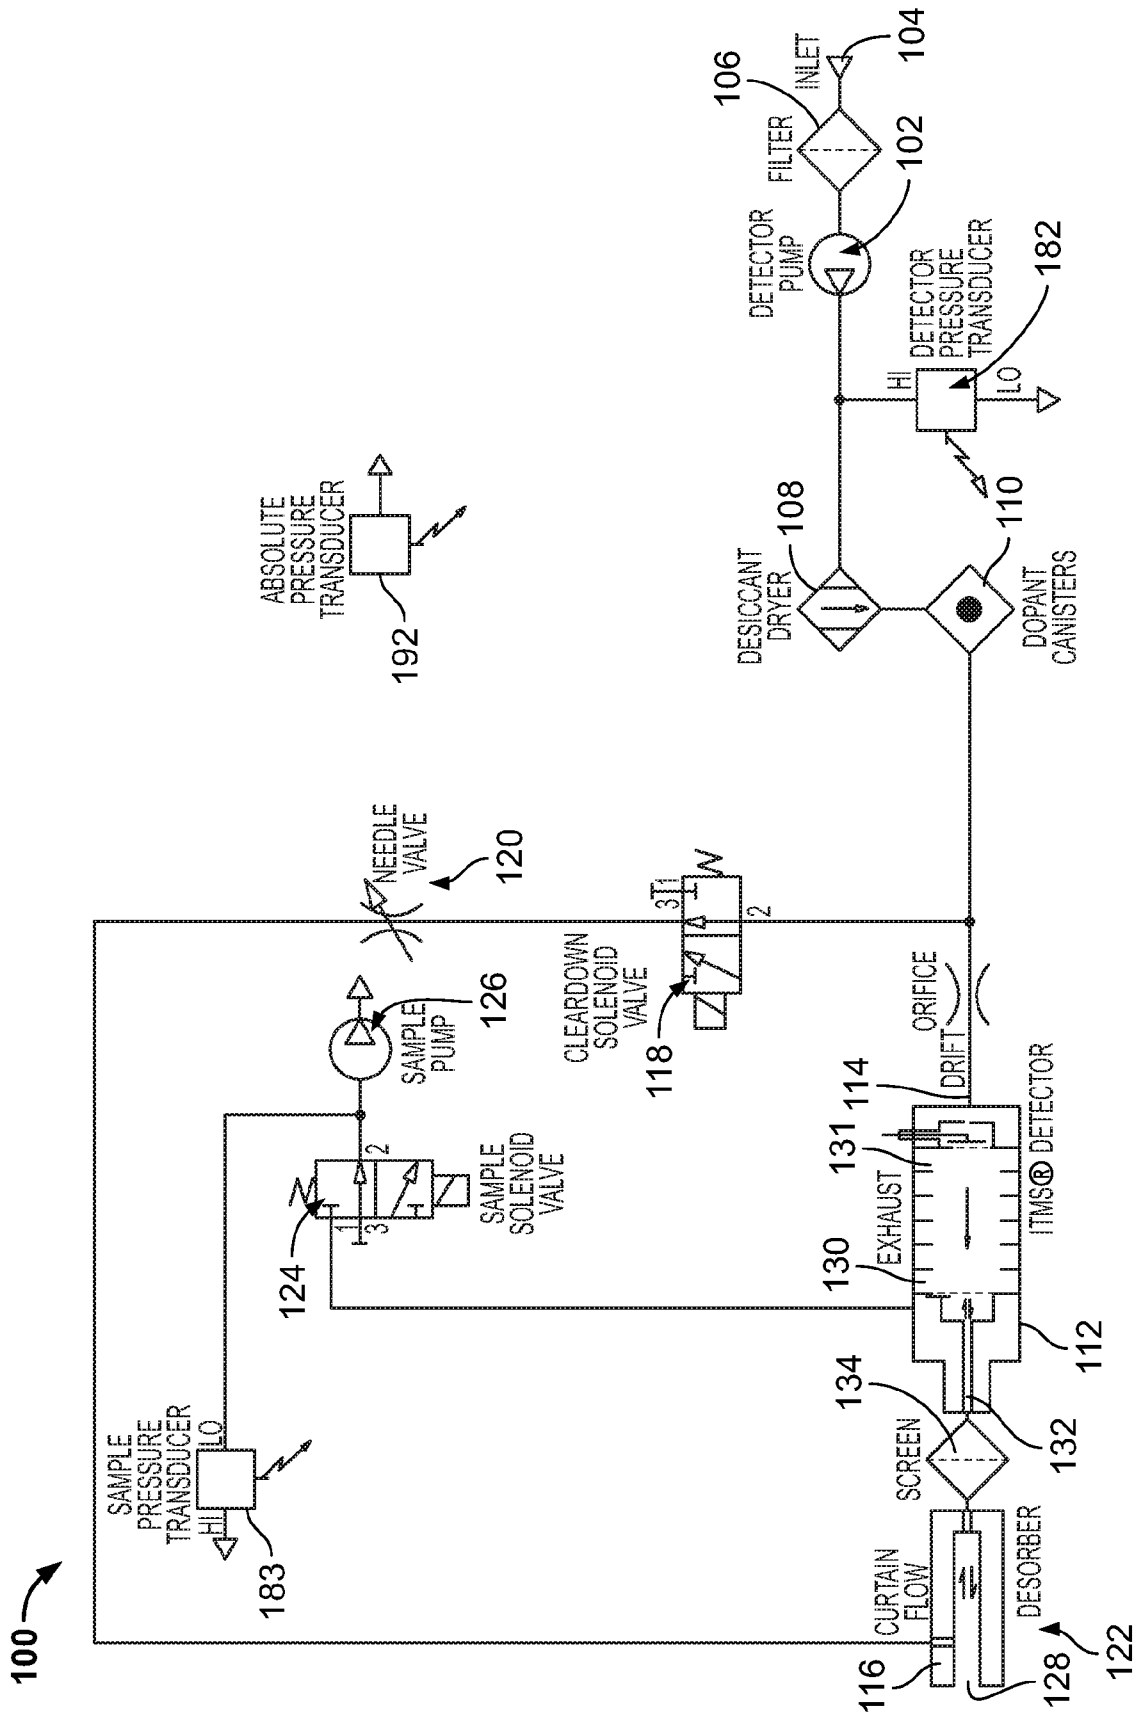 100
SAMPLE
PRESSURE
TRANSDUCER
HI
LO
183
ABSOLUTE
PRESSURE
TRANSDUCER
192
124
1
3
2
SAMPLE
SOLENOID
VALVE
SAMPLE
PUMP
126
NEEDLE
VALVE
120
CLEARDOWN
SOLENOID
VALVE
118
3
1
2
DESICCANT
DRYER
108
DETECTOR
PUMP
FILTER
106
INLET
104
102
HI
LO
DETECTOR
PRESSURE
TRANSDUCER
182
110
DOPANT
CANISTERS
CURTAIN
FLOW
116
128
DESORBER
122
SCREEN
134
132
112
EXHAUST
130
131
114
DRIFT
ORIFICE
ITMS® DETECTOR